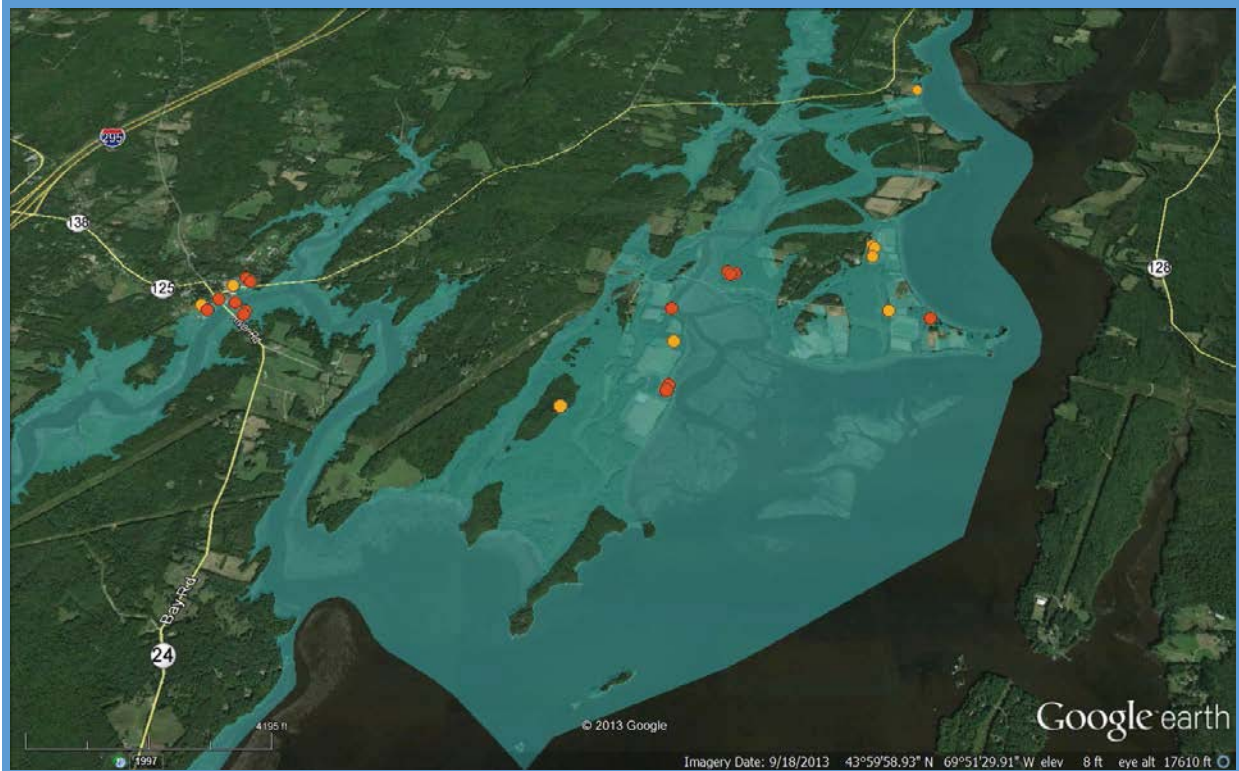 295
138
125
128
Bay Rd
24
4195 ft
© 2013 Google
Google earth
1997
Imagery Date: 9/18/2013 43°59'58.93" N 69°51'29.91" W elev 8 ft eye alt 17610 ft